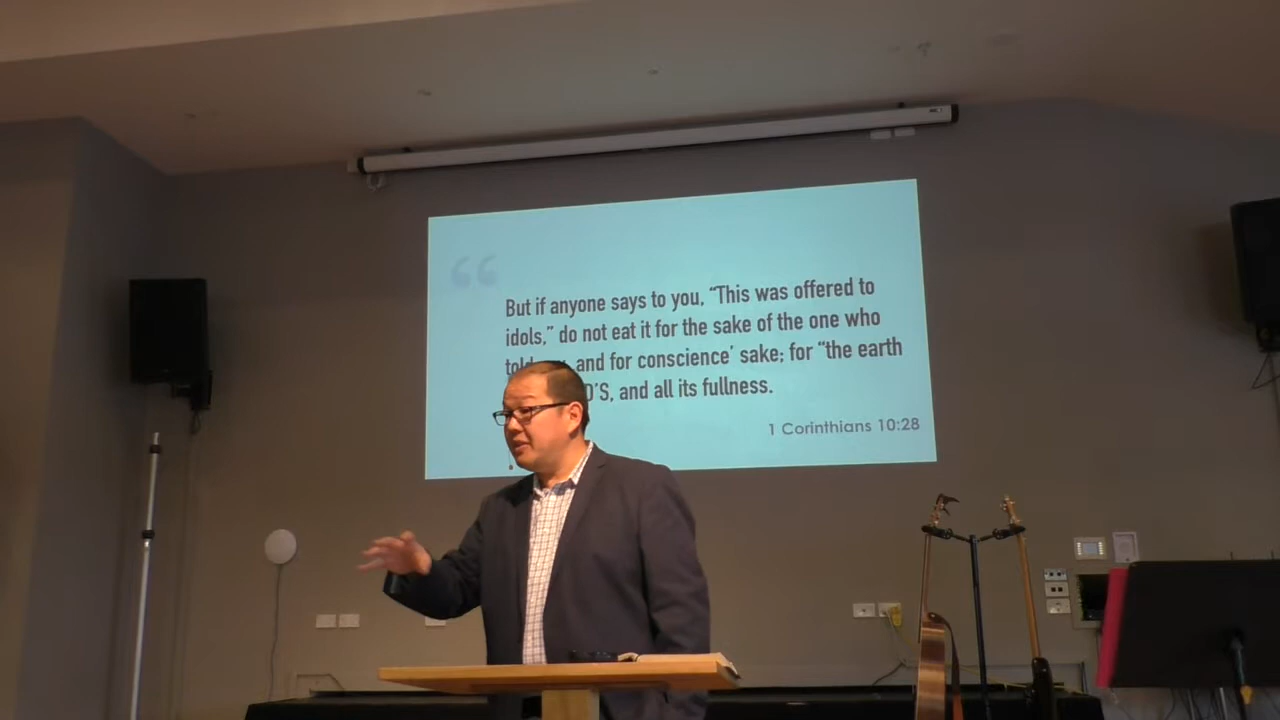 “
But if anyone says to you, “This was offered to
idols,” do not eat it for the sake of the one who
and for conscience’ sake; for “the earth
and all its fullness.
1 Corinthians 10:28